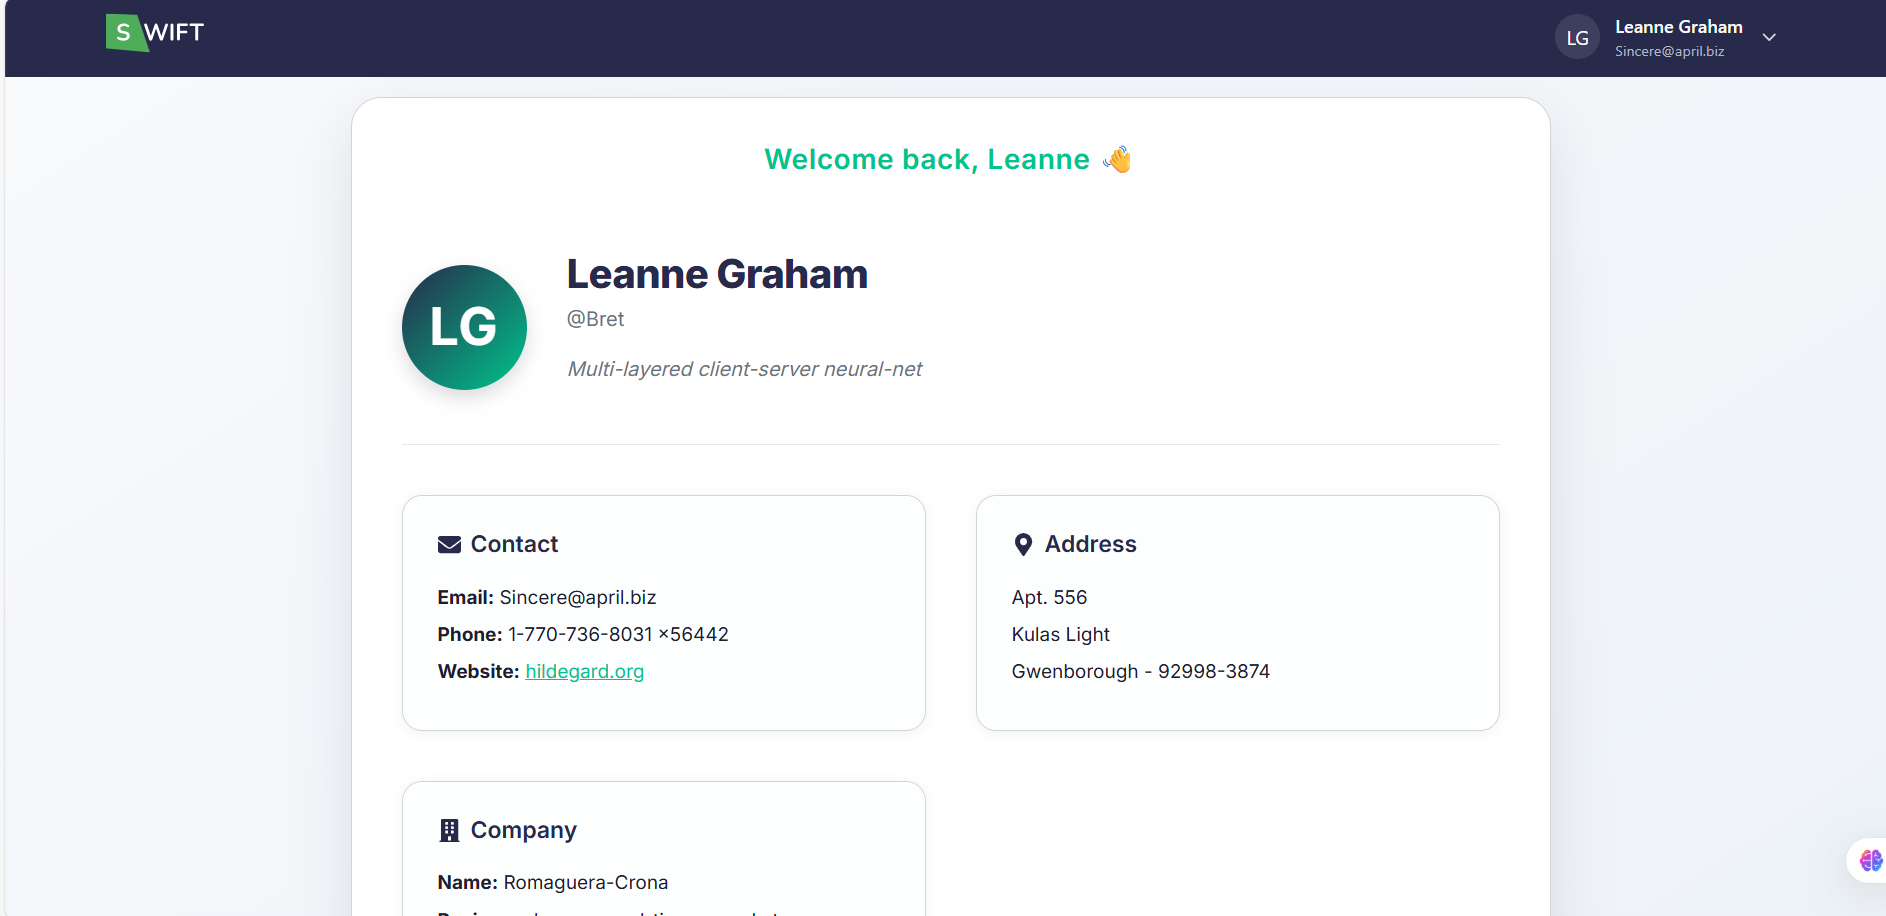 SWIFT
LG
Leanne Graham
Sincere@april.biz
Welcome back, Leanne 👋
LG
Leanne Graham
@Bret
Multi-layered client-server neural-net
Contact
Email: Sincere@april.biz
Phone: 1-770-736-8031 ×56442
Website: hildegard.org
Address
Apt. 556
Kulas Light
Gwenborough - 92998-3874
Company
Name: Romaguera-Crona